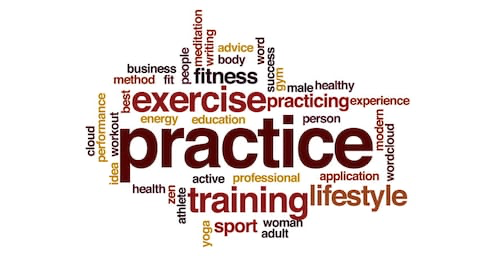 meditation
writing
advice
word
people
business
body
success
method
fit
fitness
gym
male
healthy
best
exercise
practicing
experience
performance
workout
energy
education
person
modern
cloud
practice
wordcloud
idea
active
professional
application
health
zen
athlete
training
lifestyle
yoga
sport
woman
adult